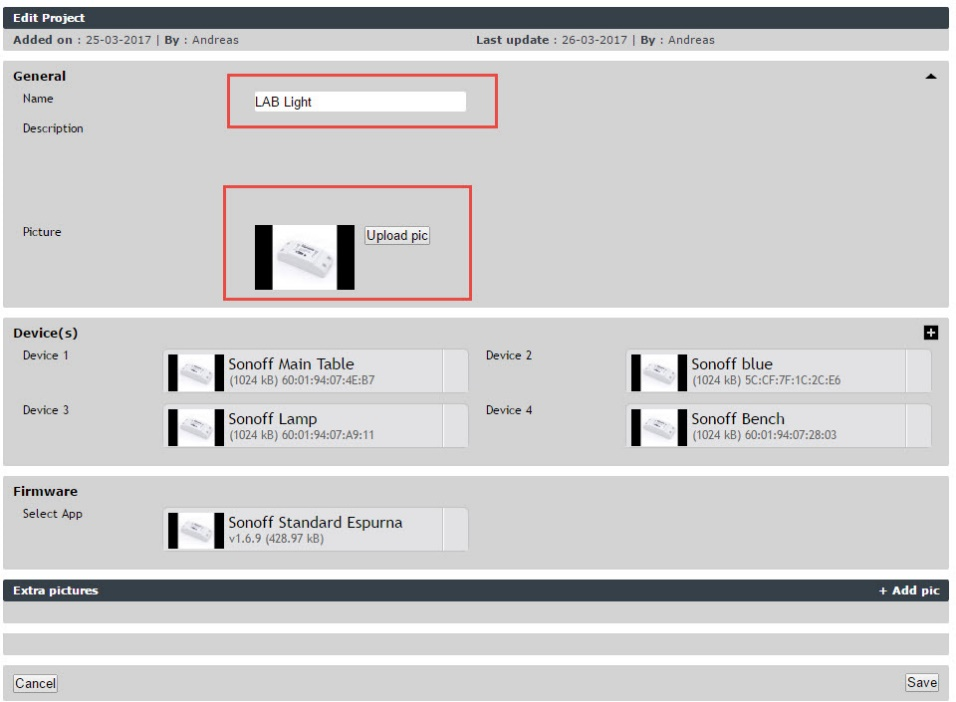 Edit Project
Added on : 25-03-2017 | By : Andreas
Last update : 26-03-2017 | By : Andreas
General
Name
LAB Light
Description
Picture
Upload pic
Device(s)
Device 1
Sonoff Main Table
(1024 kB) 60:01:94:07:4E:B7
Device 2
Sonoff blue
(1024 kB) 5C:CF:7F:1C:2C:E6
Device 3
Sonoff Lamp
(1024 kB) 60:01:94:07:A9:11
Device 4
Sonoff Bench
(1024 kB) 60:01:94:07:28:03
Firmware
Select App
Sonoff Standard Espurna
v1.6.9 (428.97 kB)
Extra pictures
+ Add pic
Cancel
Save